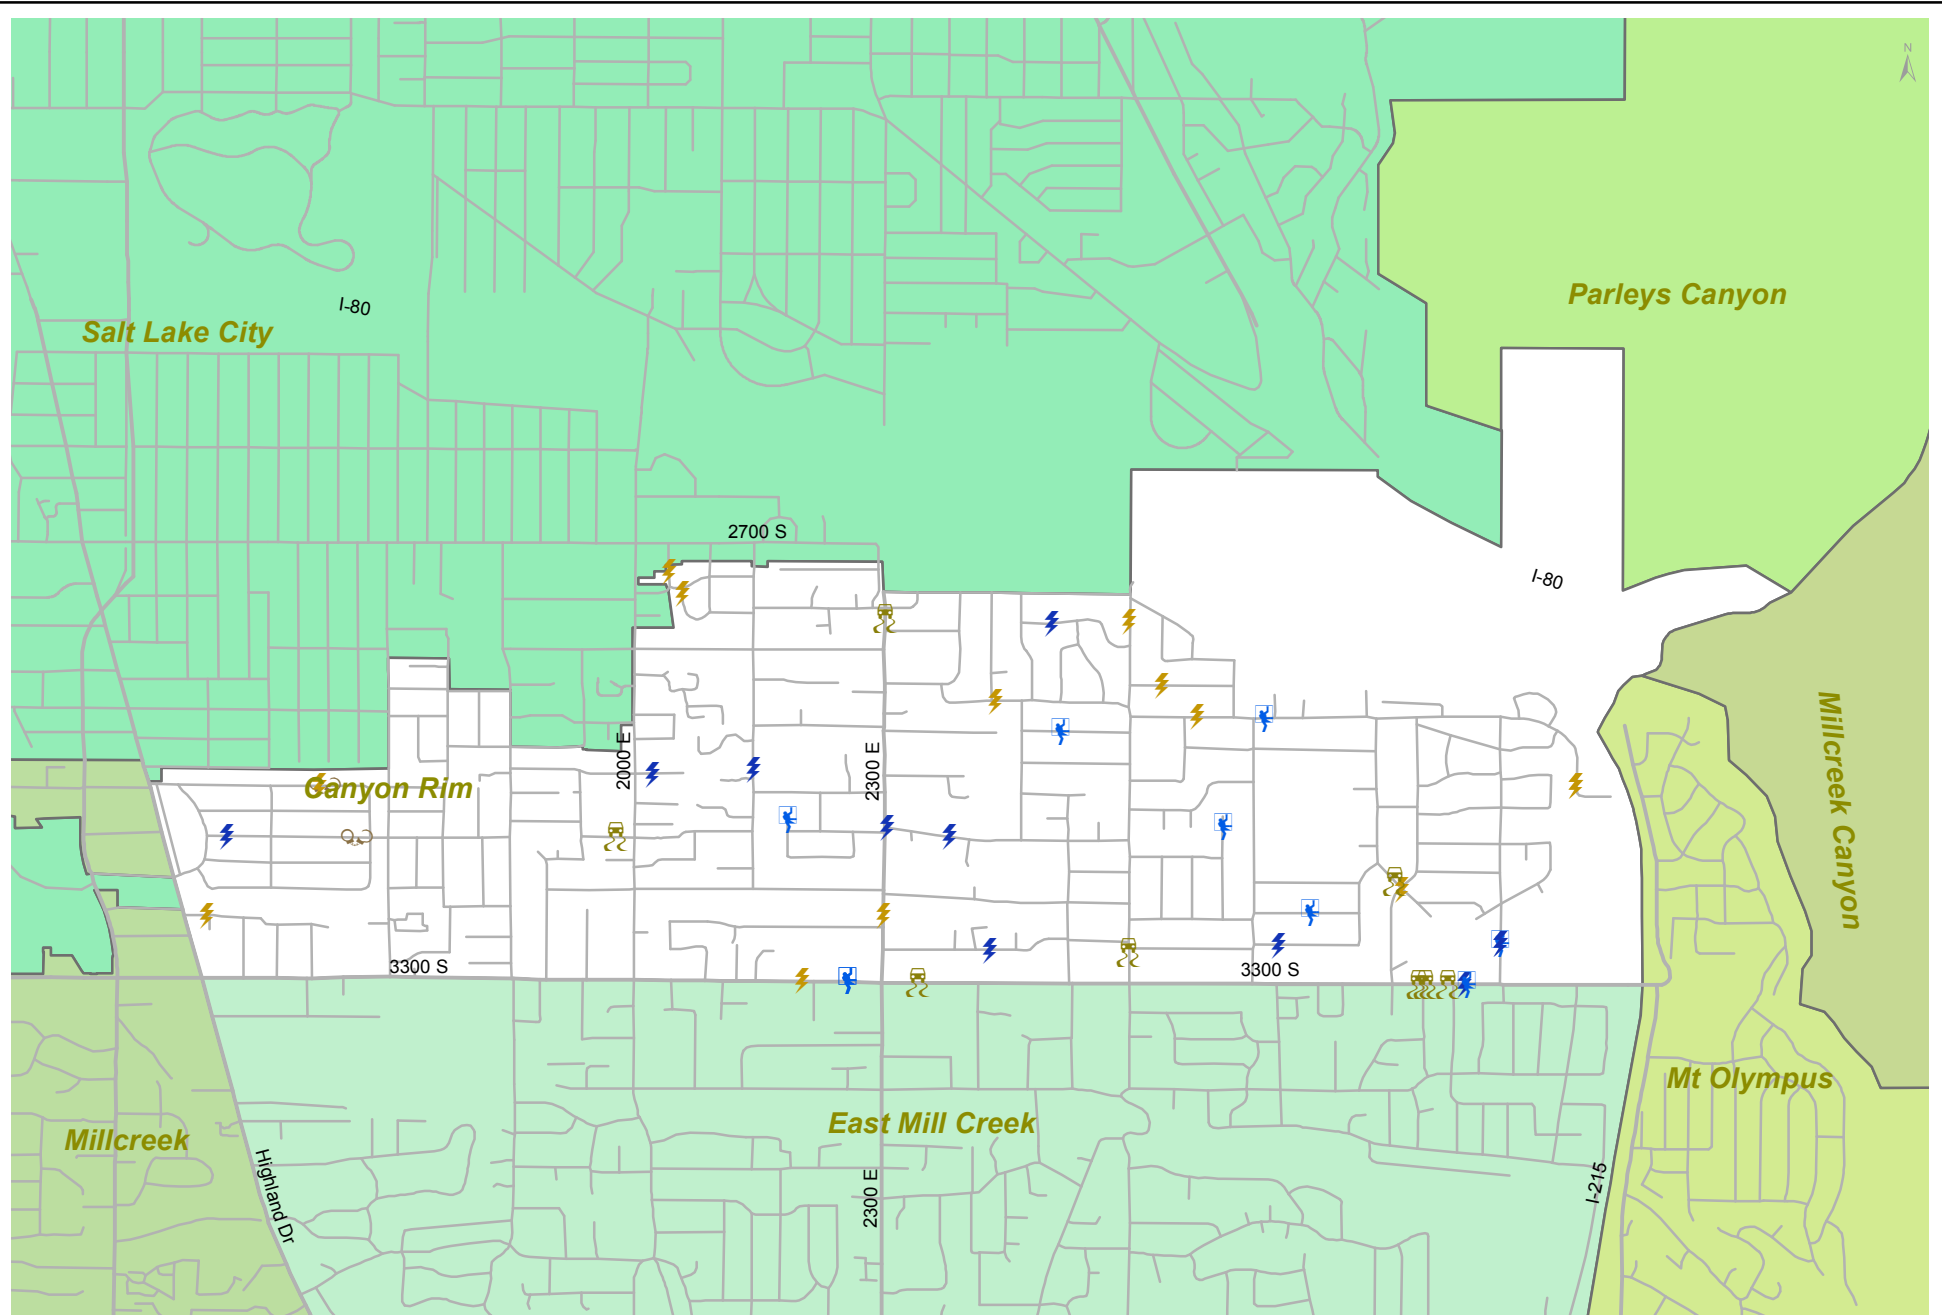 N
Parleys Canyon
I-80
Salt Lake City
2700 S
I-80
2000 E
2300 E
Canyon Rim
Millcreek Canyon
3300 S
3300 S
Mt Olympus
East Mill Creek
Millcreek
Highland Dr
2300 E
I-215